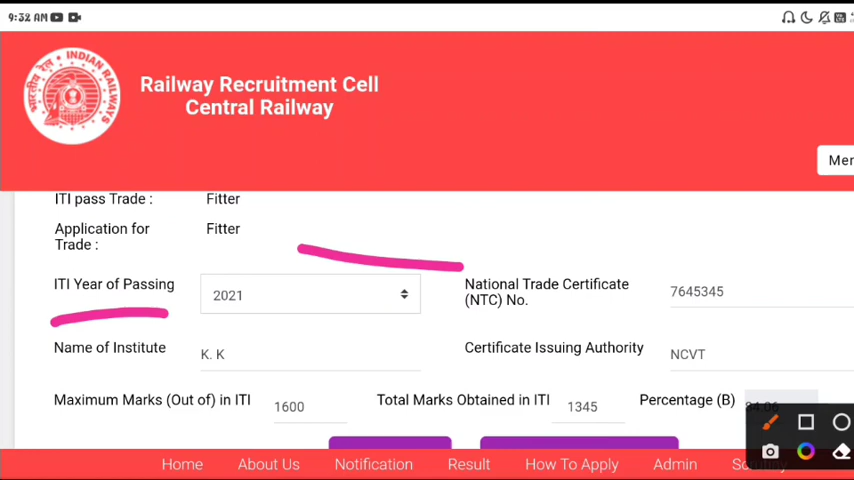 9:32 AM
INDIAN RAILWAYS
भारतीय रेल
Railway Recruitment Cell
Central Railway
Mer
ITI pass Trade : Fitter
Application for Trade : Fitter
ITI Year of Passing 2021 National Trade Certificate (NTC) No. 7645345
Name of Institute K. K Certificate Issuing Authority NCVT
Maximum Marks (Out of) in ITI 1600 Total Marks Obtained in ITI 1345 Percentage (B) 84.06
Home About Us Notification Result How To Apply Admin